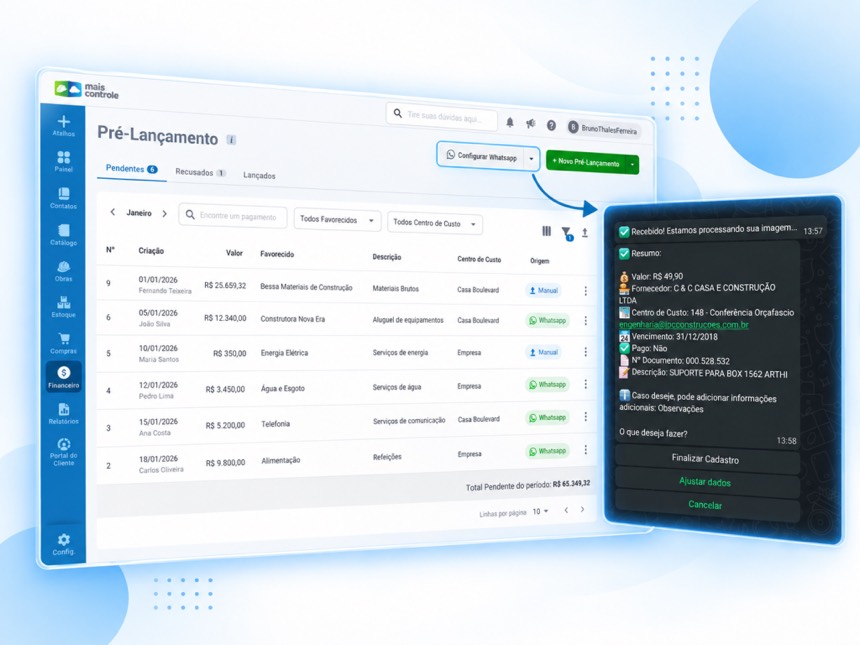 mais
controle
Tire suas dúvidas aqui...
B BrunoThalesFerreira
Atalhos
Painel
Contatos
Catálogo
Obras
Estoque
Compras
Financeiro
Relatórios
Portal do
Cliente
Config.
Pré-Lançamento i
Configurar Whatsapp
+ Novo Pré-Lançamento
Pendentes 6 Recusados 1 Lançados
Janeiro
Encontre um pagamento
Todos Favorecidos
Todos Centro de Custo
1
Nº Criação Valor Favorecido Descrição Centro de Custo Origem
9 01/01/2026 R$ 25.659,32 Bessa Materiais de Construção Materiais Brutos Casa Boulevard Manual
Fernando Teixeira
6 05/01/2026 R$ 12.340,00 Construtora Nova Era Aluguel de equipamentos Casa Boulevard Whatsapp
João Silva
5 10/01/2026 R$ 350,00 Energia Elétrica Serviços de energia Empresa Manual
Maria Santos
4 12/01/2026 R$ 3.450,00 Água e Esgoto Serviços de água Empresa Whatsapp
Pedro Lima
3 15/01/2026 R$ 5.200,00 Telefonia Serviços de comunicação Casa Boulevard Whatsapp
Ana Costa
2 18/01/2026 R$ 9.800,00 Alimentação Refeições Empresa Whatsapp
Carlos Oliveira
Total Pendente do período: R$ 65.349,32
Linhas por página 10
Recebido! Estamos processando sua imagem... 13:57
Resumo:
Valor: R$ 49,90
Fornecedor: C & C CASA E CONSTRUÇÃO
LTDA
Centro de Custo: 148 - Conferência Orçafascio
engenharia@locconstrucoes.com.br
24 Vencimento: 31/12/2018
Pago: Não
Nº Documento: 000.528.532
Descrição: SUPORTE PARA BOX 1562 ARTHI
Caso deseje, pode adicionar informações
adicionais: Observações
O que deseja fazer?
13:58
Finalizar Cadastro
Ajustar dados
Cancelar